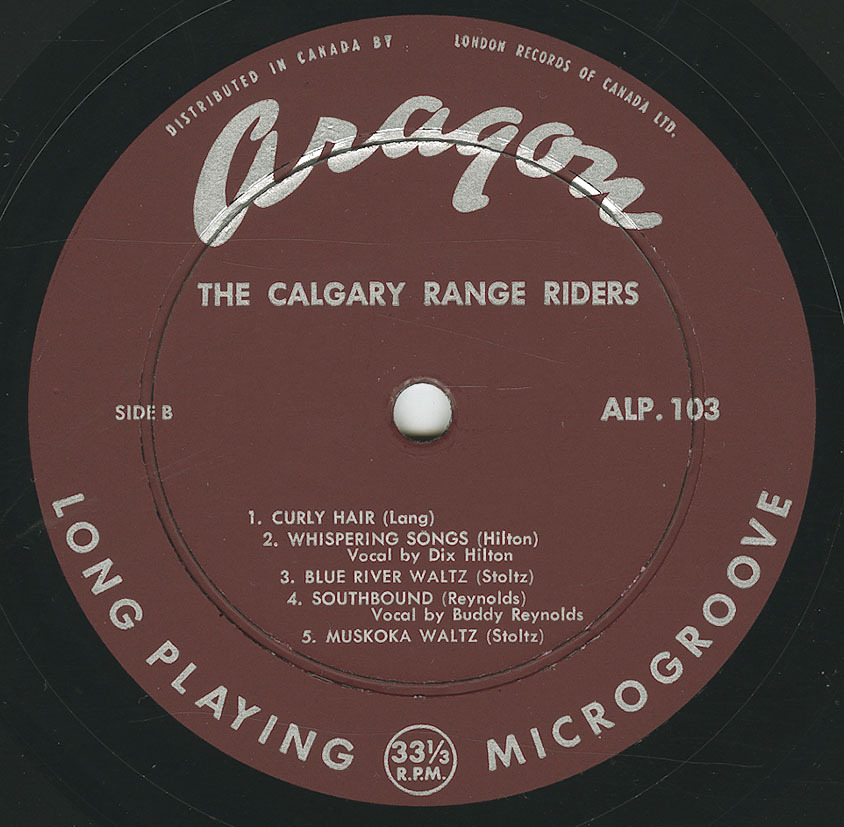 DISTRIBUTED IN CANADA BY LONDON RECORDS OF CANADA LTD.
Aragon
THE CALGARY RANGE RIDERS
SIDE B
ALP. 103
1. CURLY HAIR (Lang)
2. WHISPERING SONGS (Hilton)
Vocal by Dix Hilton
3. BLUE RIVER WALTZ (Stoltz)
4. SOUTHBOUND (Reynolds)
Vocal by Buddy Reynolds
5. MUSKOKA WALTZ (Stoltz)
LONG PLAYING MICROGROOVE
33⅓
R.P.M.